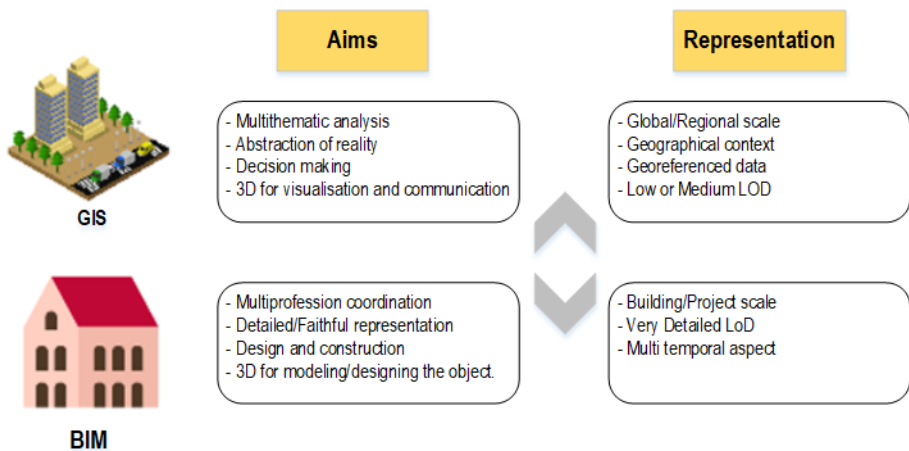 Aims
Representation
- Multithematic analysis
- Abstraction of reality
- Decision making
- 3D for visualisation and communication
- Global/Regional scale
- Geographical context
- Georeferenced data
- Low or Medium LOD
GIS
- Multiprofession coordination
- Detailed/Faithful representation
- Design and construction
- 3D for modeling/designing the object.
- Building/Project scale
- Very Detailed LoD
- Multi temporal aspect
BIM